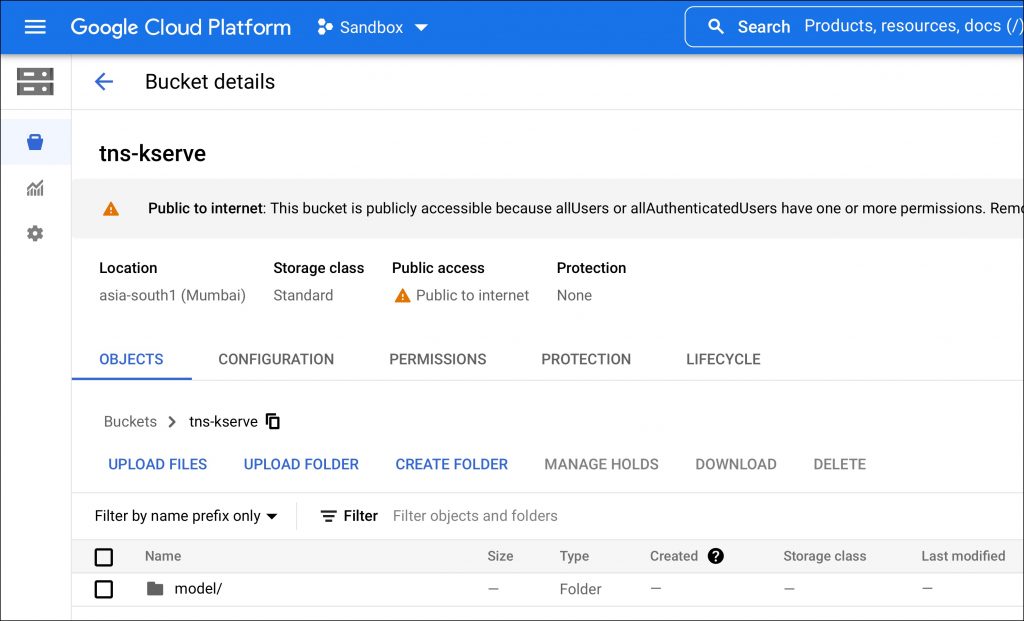 Google Cloud Platform Sandbox Search Products, resources, docs (/)
Bucket details
tns-kserve
Public to internet: This bucket is publicly accessible because allUsers or allAuthenticatedUsers have one or more permissions. Remo
Location Storage class Public access Protection
asia-south1 (Mumbai) Standard Public to internet None
OBJECTS CONFIGURATION PERMISSIONS PROTECTION LIFECYCLE
Buckets > tns-kserve
UPLOAD FILES UPLOAD FOLDER CREATE FOLDER MANAGE HOLDS DOWNLOAD DELETE
Filter by name prefix only Filter Filter objects and folders
Name Size Type Created ? Storage class Last modified
model/ — Folder — — —